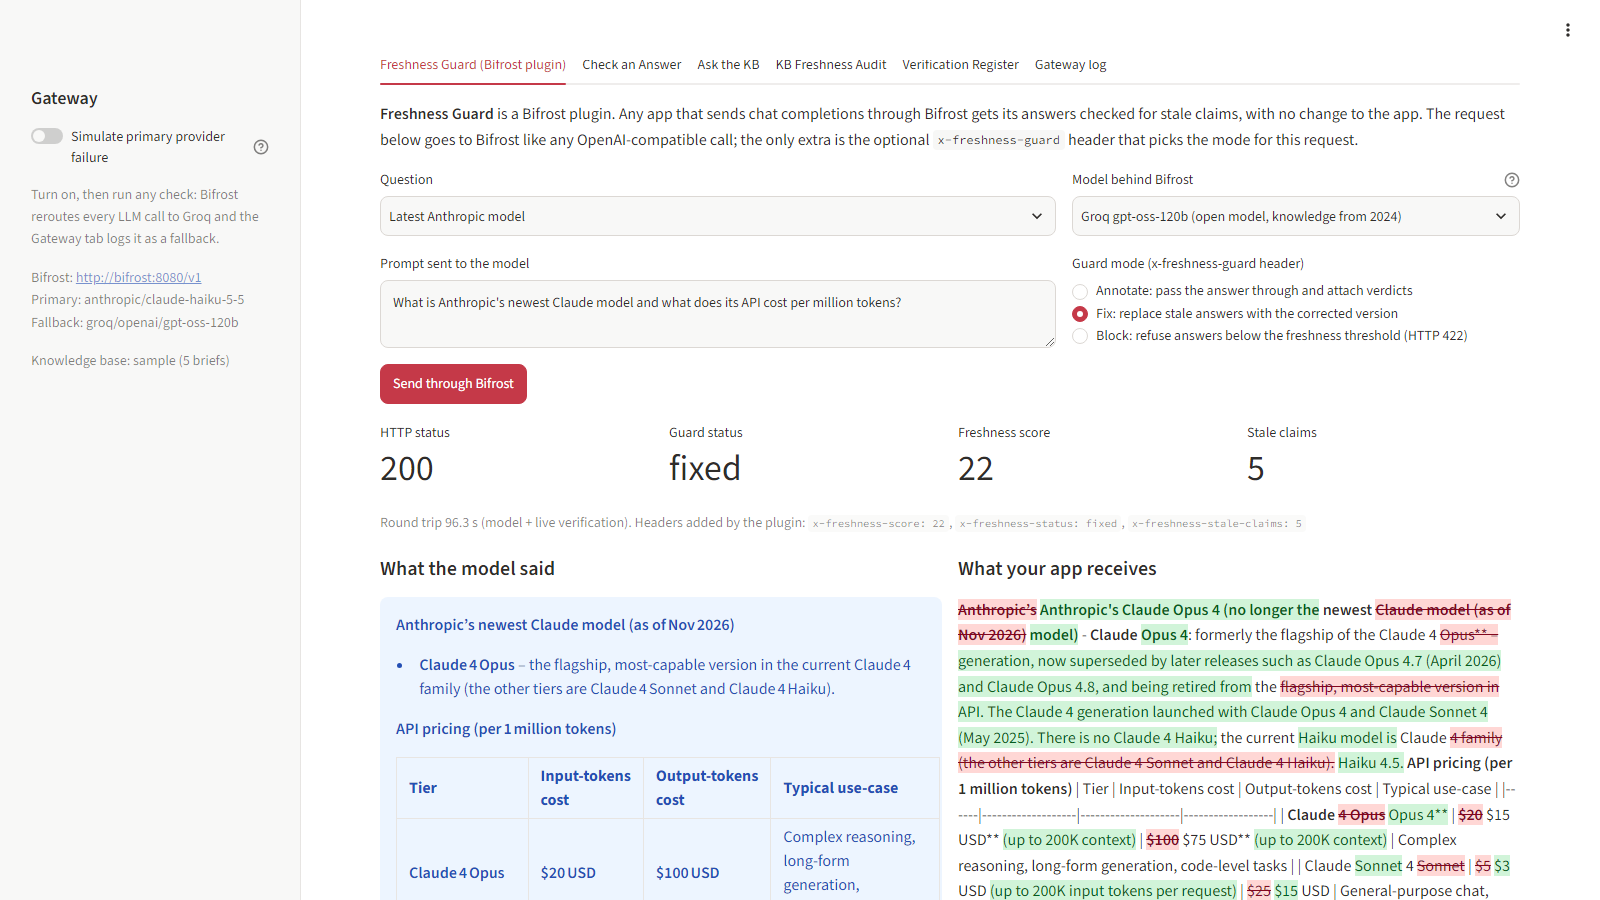 Gateway
Simulate primary provider
failure
Turn on, then run any check: Bifrost
reroutes every LLM call to Groq and the
Gateway tab logs it as a fallback.
Bifrost: http://bifrost:8080/v1
Primary: anthropic/claude-haiku-5-5
Fallback: groq/openai/gpt-oss-120b
Knowledge base: sample (5 briefs)
Freshness Guard (Bifrost plugin) Check an Answer Ask the KB KB Freshness Audit Verification Register Gateway log
Freshness Guard is a Bifrost plugin. Any app that sends chat completions through Bifrost gets its answers checked for stale claims, with no change to the app. The request
below goes to Bifrost like any OpenAI-compatible call; the only extra is the optional x-freshness-guard header that picks the mode for this request.
Question
Latest Anthropic model
Model behind Bifrost
Groq gpt-oss-120b (open model, knowledge from 2024)
Prompt sent to the model
What is Anthropic's newest Claude model and what does its API cost per million tokens?
Guard mode (x-freshness-guard header)
Annotate: pass the answer through and attach verdicts
Fix: replace stale answers with the corrected version
Block: refuse answers below the freshness threshold (HTTP 422)
Send through Bifrost
HTTP status
200
Guard status
fixed
Freshness score
22
Stale claims
5
Round trip 96.3 s (model + live verification). Headers added by the plugin: x-freshness-score: 22 , x-freshness-status: fixed , x-freshness-stale-claims: 5
What the model said
Anthropic’s newest Claude model (as of Nov 2026)
• Claude 4 Opus – the flagship, most-capable version in the current Claude 4
family (the other tiers are Claude 4 Sonnet and Claude 4 Haiku).
API pricing (per 1 million tokens)
Tier Input-tokens cost Output-tokens cost Typical use-case
Claude 4 Opus $20 USD $100 USD Complex reasoning, long-form generation,
What your app receives
Anthropic’s Anthropic's Claude Opus 4 (no longer the newest Claude model (as of
Nov 2026) model) - Claude Opus 4: formerly the flagship of the Claude 4 Opus** –
generation, now superseded by later releases such as Claude Opus 4.7 (April 2026)
and Claude Opus 4.8, and being retired from the flagship, most-capable version in
API. The Claude 4 generation launched with Claude Opus 4 and Claude Sonnet 4
(May 2025). There is no Claude 4 Haiku; the current Haiku model is Claude 4 family
(the other tiers are Claude 4 Sonnet and Claude 4 Haiku). Haiku 4.5. API pricing (per
1 million tokens) | Tier | Input-tokens cost | Output-tokens cost | Typical use-case | |--
----|-------------------|-------------------|------------------| | Claude 4 Opus Opus 4** | $20 $15
USD** (up to 200K context) | $100 $75 USD** (up to 200K context) | Complex
reasoning, long-form generation, code-level tasks | | Claude Sonnet 4 Sonnet | $5 $3
USD (up to 200K input tokens per request) | $25 $15 USD | General-purpose chat,